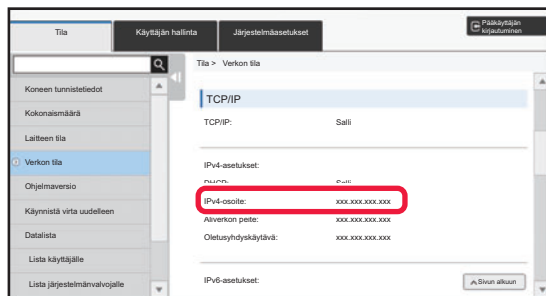 Tila
Käyttäjän hallinta
Järjestelmäasetukset
Pääkäyttäjän
kirjautuminen
Tila > Verkon tila
Koneen tunnistetiedot
Kokonaismäärä
Laitteen tila
Verkon tila
Ohjelmaversio
Käynnistä virta uudelleen
Datalista
Lista käyttäjälle
Lista järjestelmänvalvojalle
TCP/IP
TCP/IP: Salli
IPv4-asetukset:
DHCP: Salli
IPv4-osoite: xxx.xxx.xxx.xxx
Aliverkon peite: xxx.xxx.xxx.xxx
Oletusyhdyskäytävä: xxx.xxx.xxx.xxx
IPv6-asetukset:
Sivun alkuun